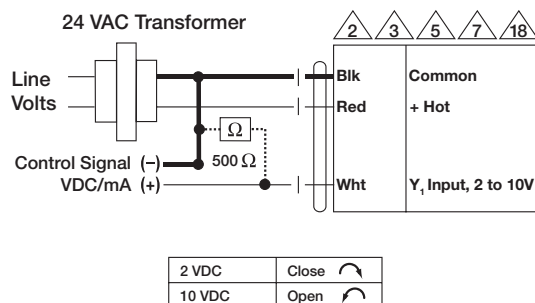 24 VAC Transformer
2 3 5 7 18
Line
Volts
Blk Common
Red + Hot
Ω
500 Ω
Control Signal (–)
VDC/mA (+)
Wht Y₁ Input, 2 to 10V
2 VDC Close
10 VDC Open